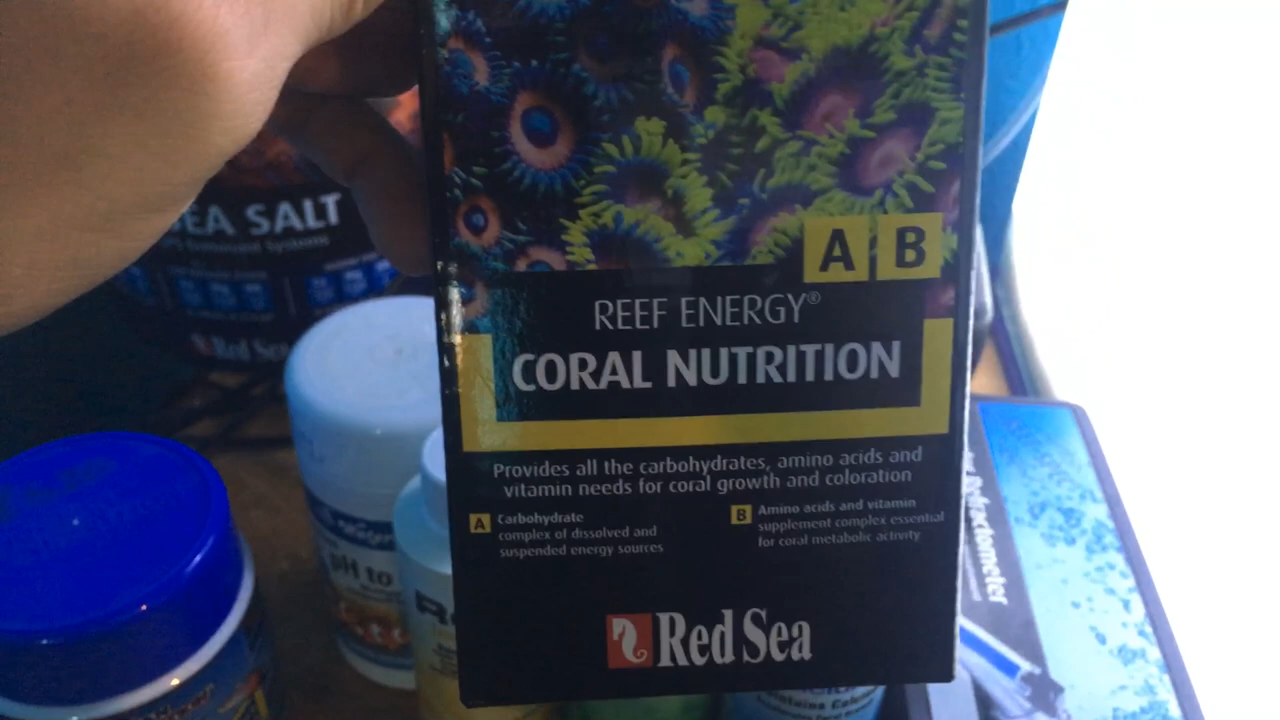 EA SALT
Red Sea
A B
REEF ENERGY®
CORAL NUTRITION
Provides all the carbohydrates, amino acids and
vitamin needs for coral growth and coloration
A Carbohydrate
complex of dissolved and
suspended energy sources
B Amino acids and vitamin
supplement complex essential
for coral metabolic activity
Red Sea
pH to
Refractometer